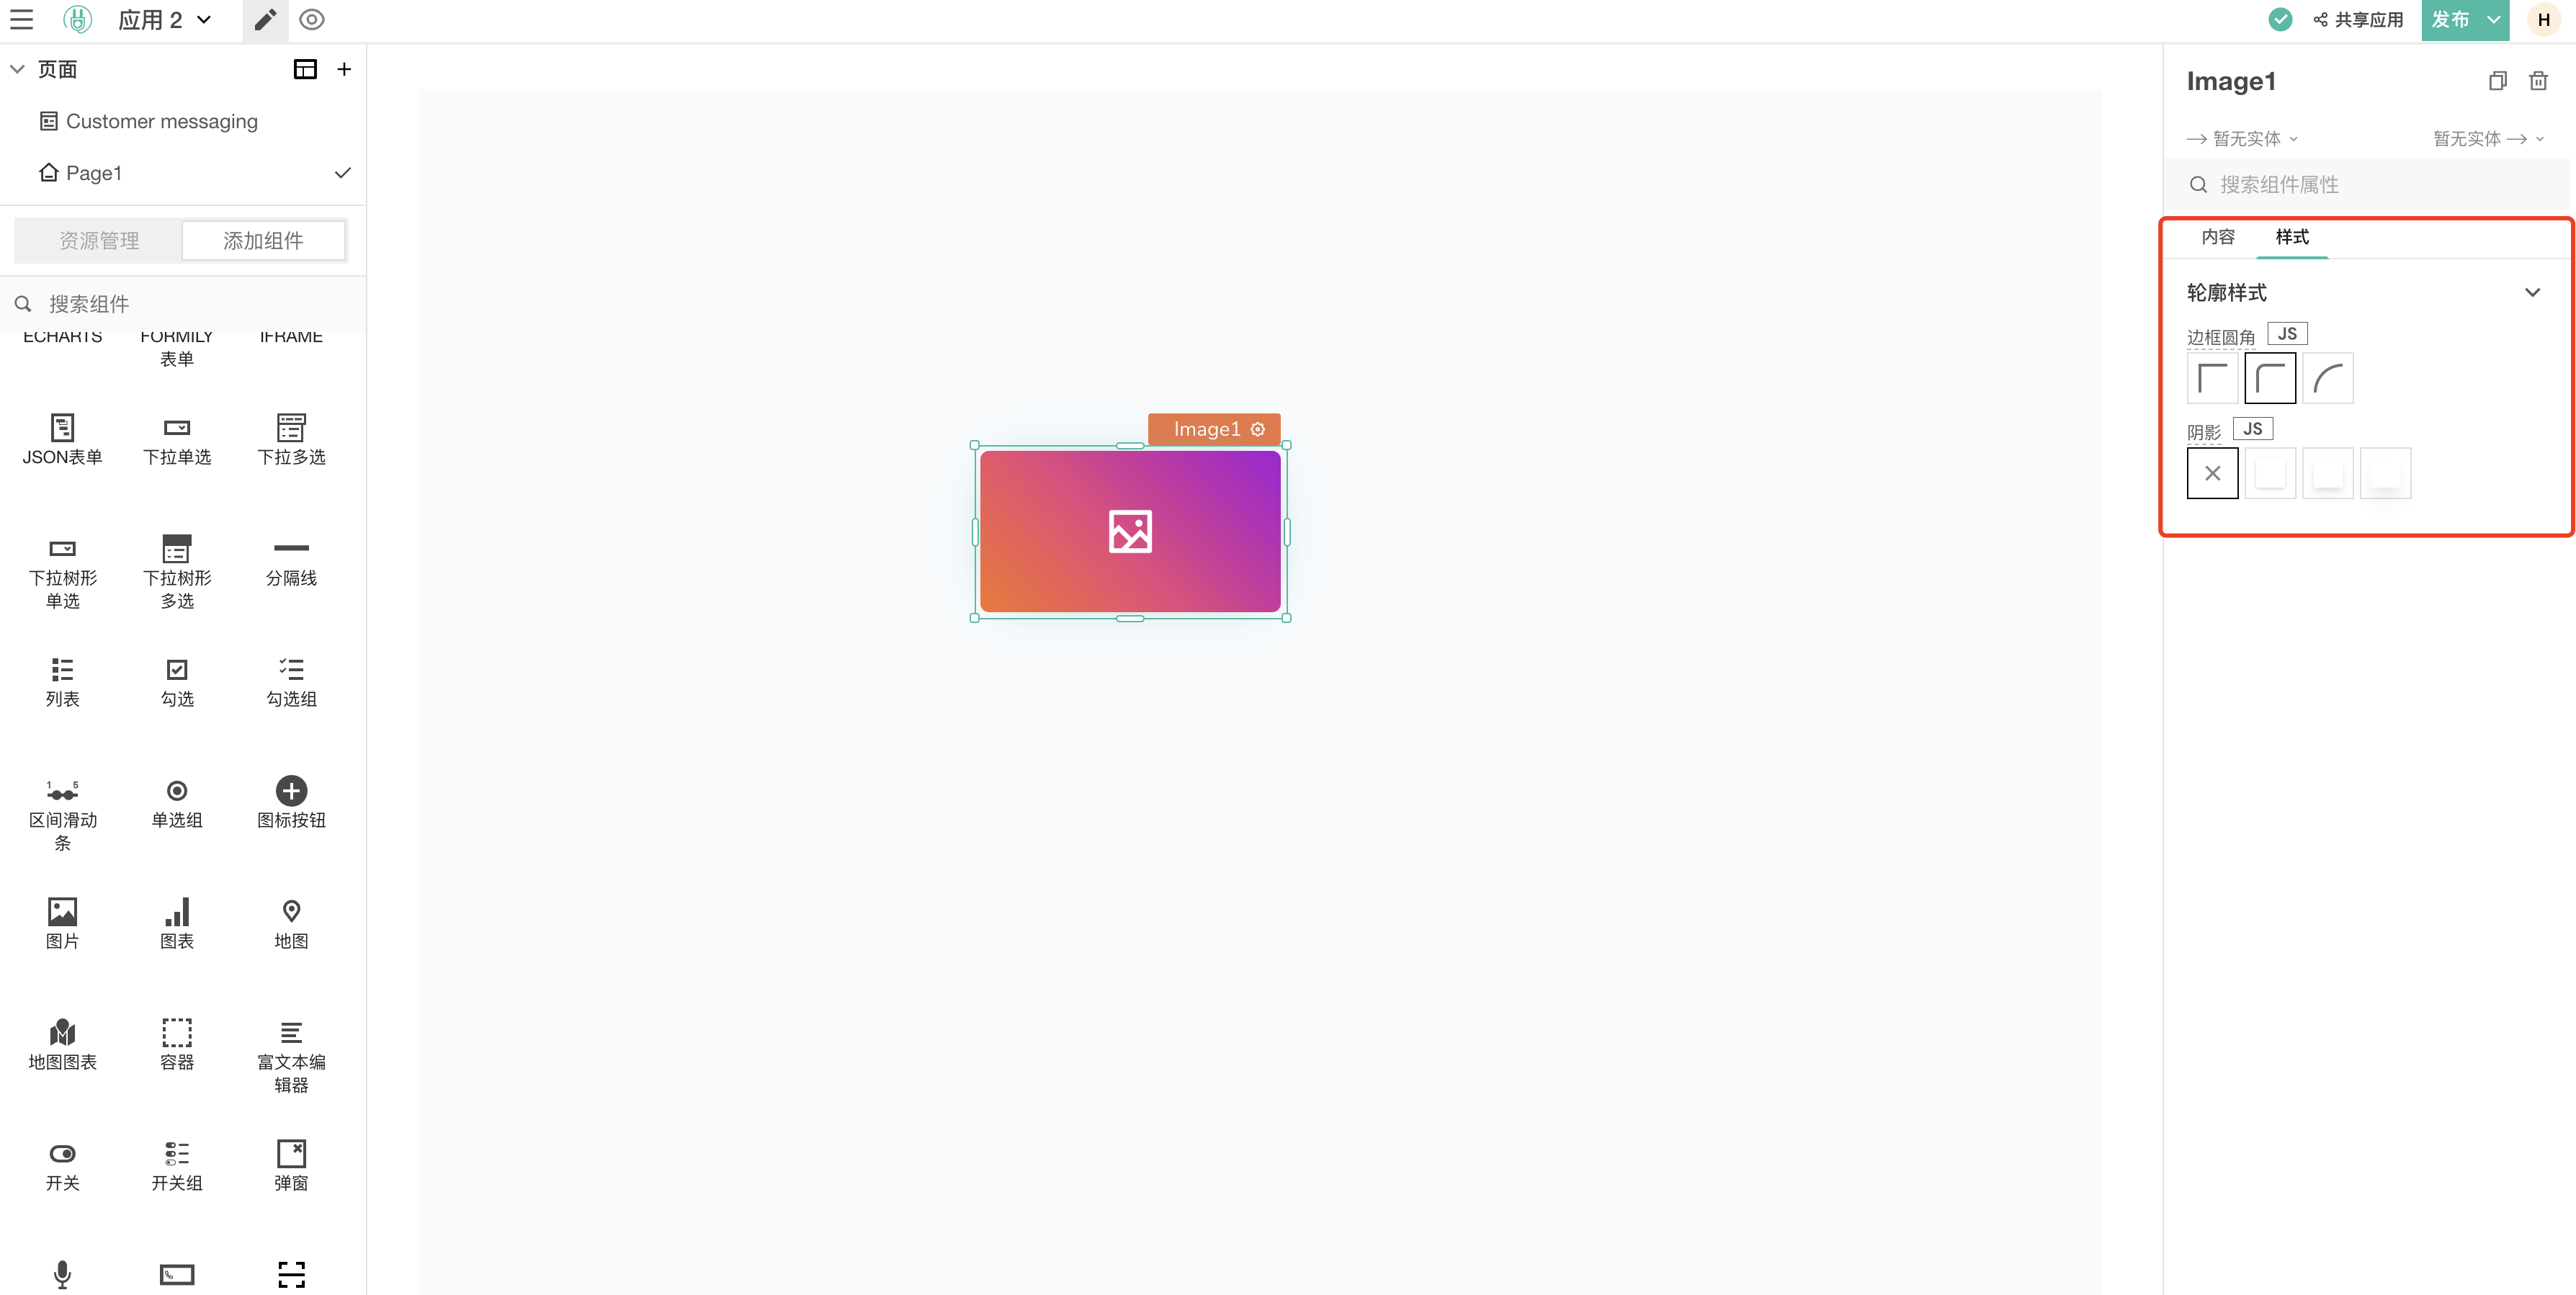 应用 2
共享应用
发布
H
页面
Customer messaging
Page1
资源管理
添加组件
搜索组件
ECHARTS
FORMILY
表单
IFRAME
JSON表单
下拉单选
下拉多选
下拉树形
单选
下拉树形
多选
分隔线
列表
勾选
勾选组
1 5
区间滑动
条
单选组
图标按钮
图片
图表
地图
地图图表
容器
富文本编
辑器
开关
开关组
弹窗
Image1
Image1
暂无实体
暂无实体
搜索组件属性
内容
样式
轮廓样式
边框圆角
JS
阴影
JS